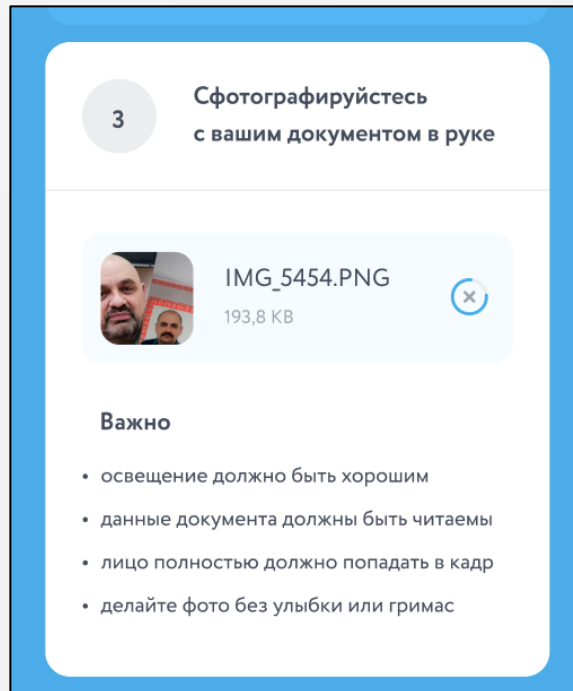 3
Сфотографируйстесь
с вашим документом в руке
IMG_5454.PNG
193,8 KB
Важно
• освещение должно быть хорошим
• данные документа должны быть читаемы
• лицо полностью должно попадать в кадр
• делайте фото без улыбки или гримас